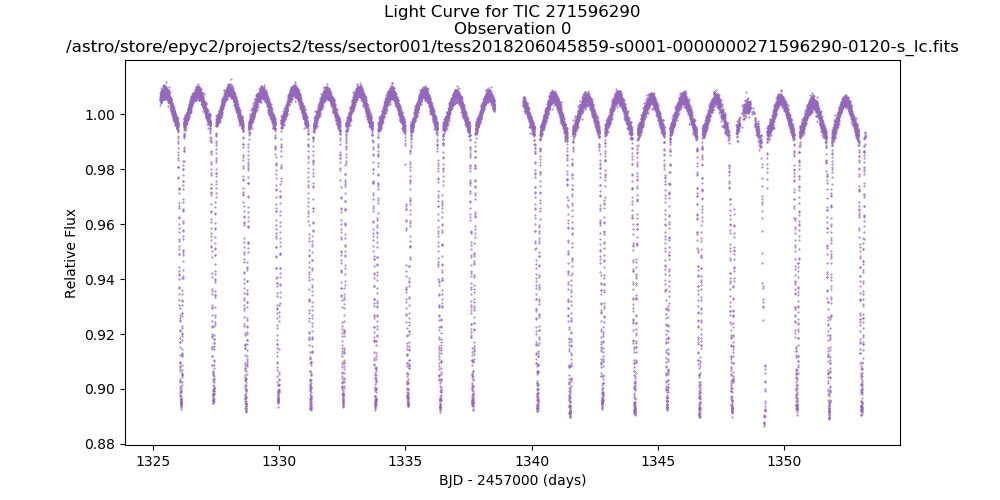 Light Curve for TIC 271596290
Observation 0
/astro/store/epyc2/projects2/tess/sector001/tess2018206045859-s0001-0000000271596290-0120-s_lc.fits
Relative Flux
1.00
0.98
0.96
0.94
0.92
0.90
0.88
1325 1330 1335 1340 1345 1350
BJD - 2457000 (days)